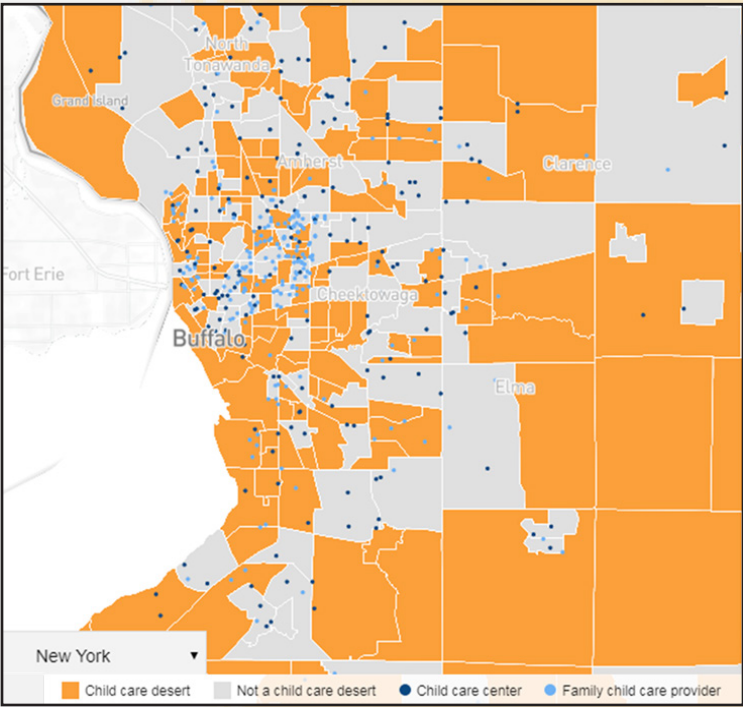 North
Tonawanda
Grand Island
Amherst
Clarence
Fort Erie
Cheektowaga
Buffalo
Elma
New York
Child care desert
Not a child care desert
Child care center
Family child care provider